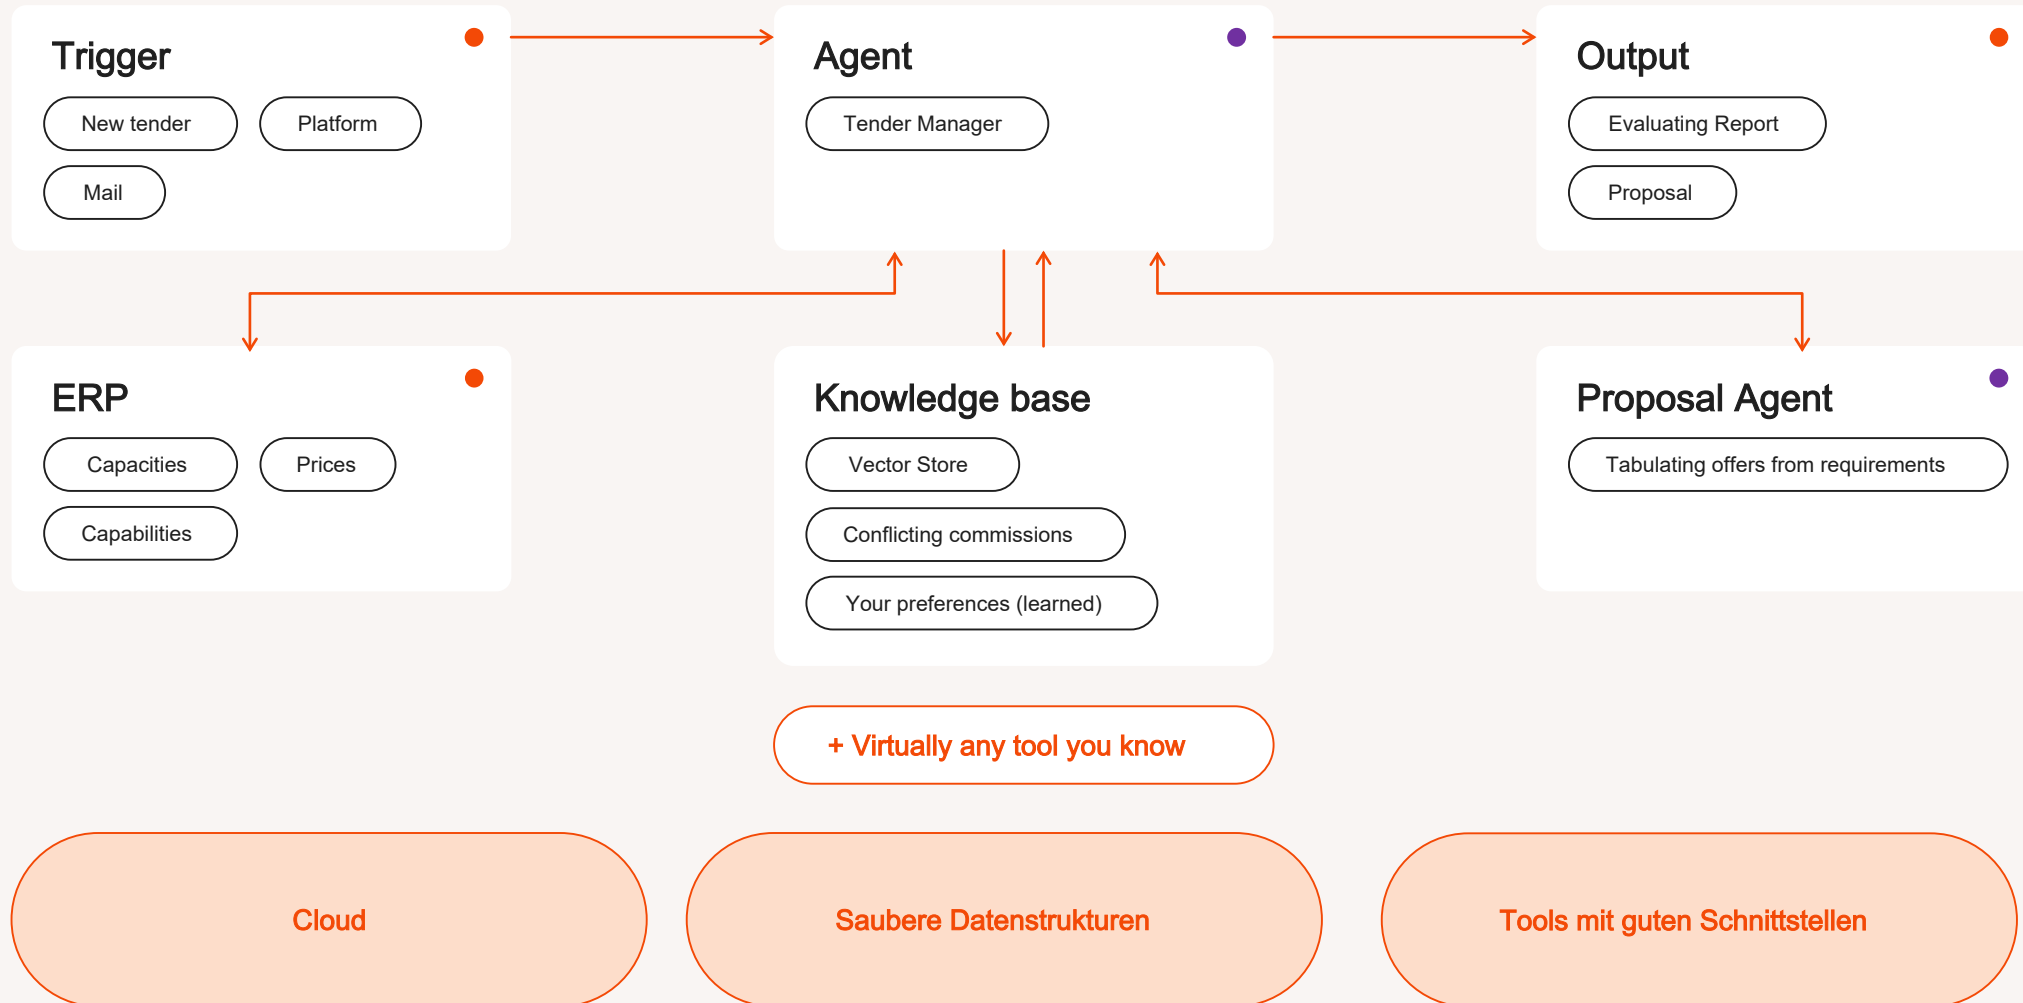 Trigger
New tender
Platform
Mail
Agent
Tender Manager
Output
Evaluating Report
Proposal
ERP
Capacities
Prices
Capabilities
Knowledge base
Vector Store
Conflicting commissions
Your preferences (learned)
Proposal Agent
Tabulating offers from requirements
+ Virtually any tool you know
Cloud
Saubere Datenstrukturen
Tools mit guten Schnittstellen